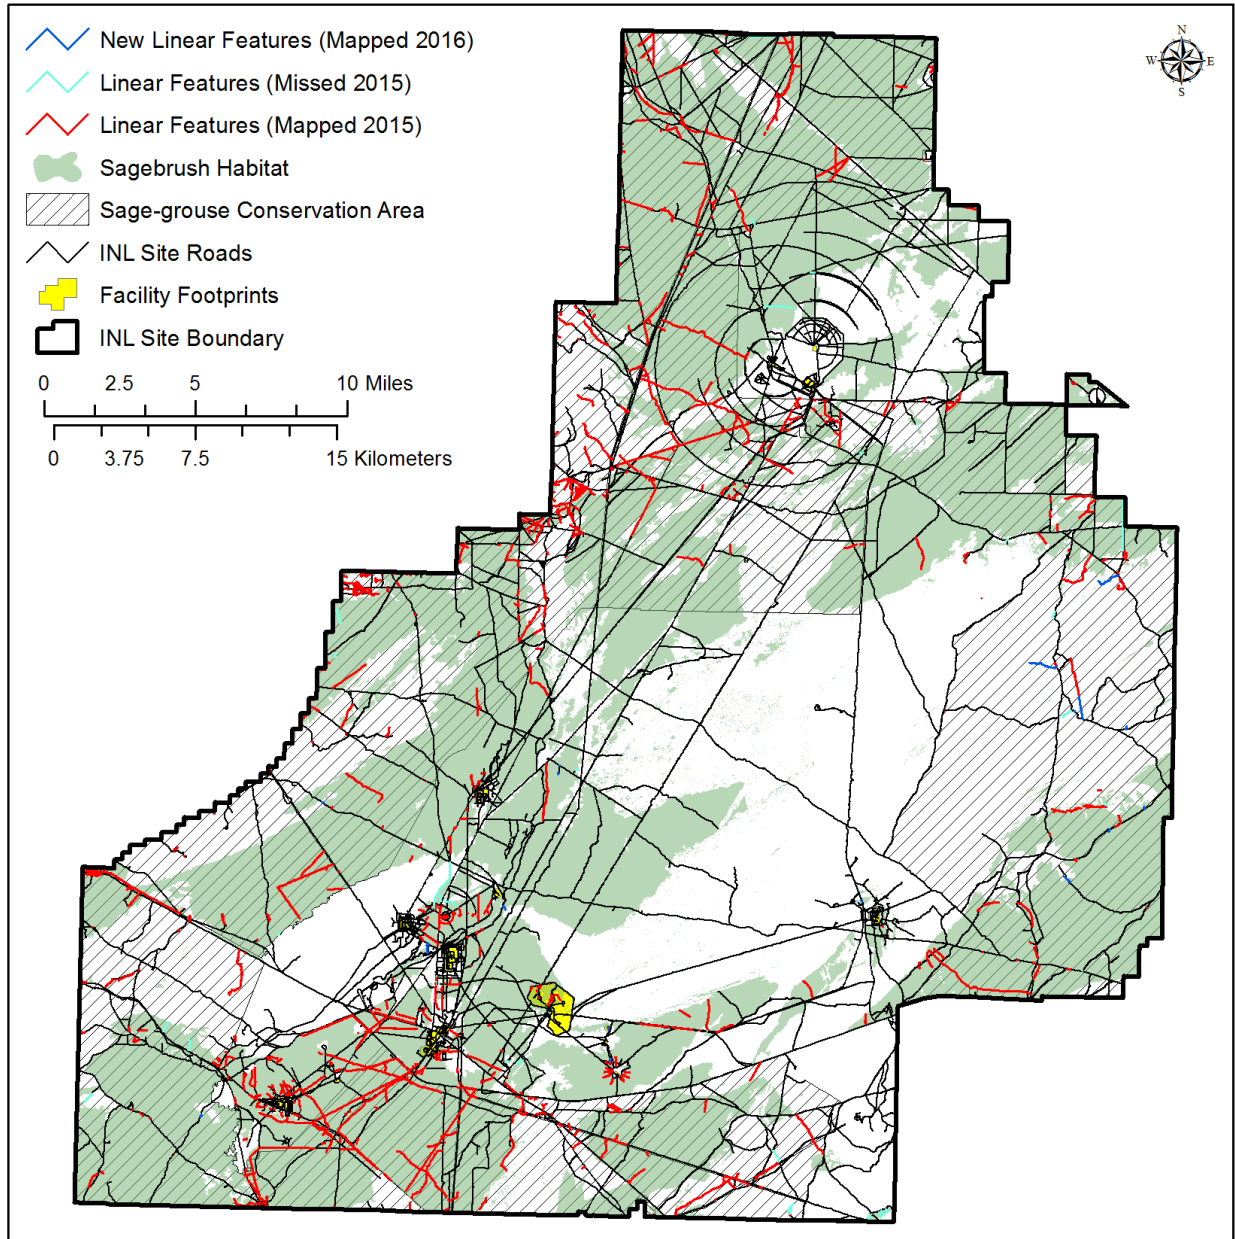 New Linear Features (Mapped 2016)
Linear Features (Missed 2015)
Linear Features (Mapped 2015)
Sagebrush Habitat
Sage-grouse Conservation Area
INL Site Roads
Facility Footprints
INL Site Boundary
0 2.5 5 10 Miles
0 3.75 7.5 15 Kilometers
N
W E
S